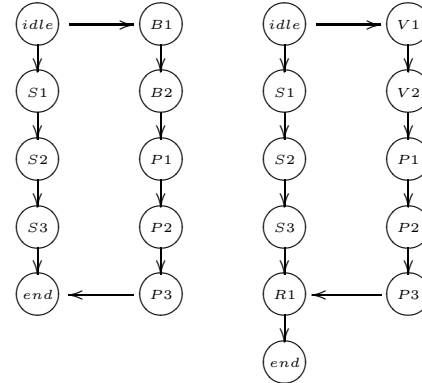 idle B1 idle V1
S1 B2 S1 V2
S2 P1 S2 P1
S3 P2 S3 P2
end P3 R1 P3
end